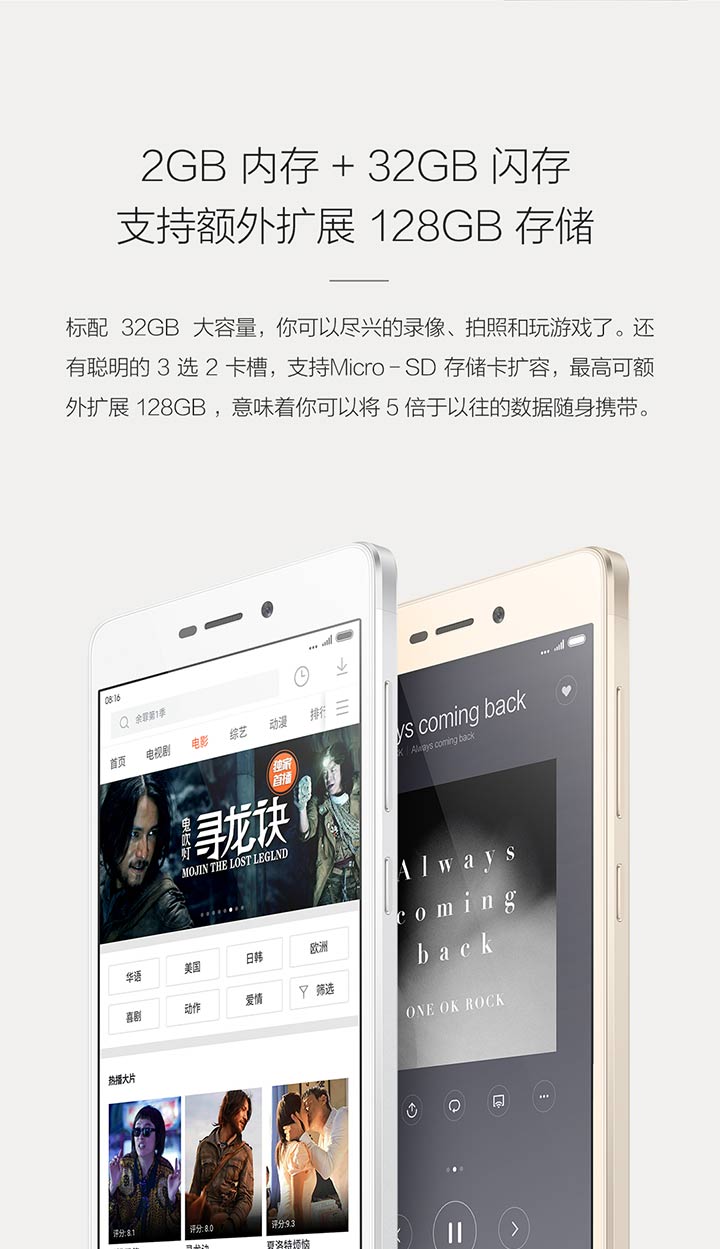 2GB 内存 + 32GB 闪存
支持额外扩展 128GB 存储
标配 32GB 大容量，你可以尽兴的录像、拍照和玩游戏了。还
有聪明的 3 选 2 卡槽，支持Micro-SD 存储卡扩容，最高可额
外扩展 128GB ，意味着你可以将 5 倍于以往的数据随身携带。
08:16
余罪第1季
首页 电视剧 电影 综艺 动漫 排行
独家
首播
鬼吹灯
寻龙诀
MOJIN THE LOST LEGLND
华语 美国 日韩 欧洲
喜剧 动作 爱情 筛选
热播大片
评分: 8.1 评分: 8.0 评分:9.3
寻龙诀 夏洛特烦恼
ys coming back
K | Always coming back
Always
coming
back
ONE OK ROCK